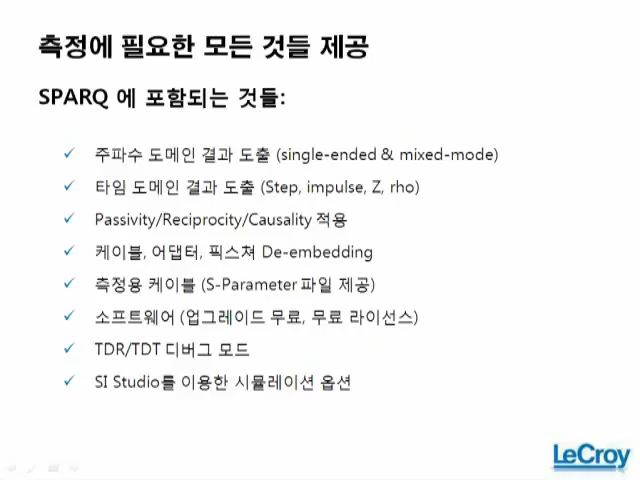 측정에 필요한 모든 것들 제공
SPARQ 에 포함되는 것들:
✓ 주파수 도메인 결과 도출 (single-ended & mixed-mode)
✓ 타임 도메인 결과 도출 (Step, impulse, Z, rho)
✓ Passivity/Reciprocity/Causality 적용
✓ 케이블, 어댑터, 픽스쳐 De-embedding
✓ 측정용 케이블 (S-Parameter 파일 제공)
✓ 소프트웨어 (업그레이드 무료, 무료 라이선스)
✓ TDR/TDT 디버그 모드
✓ SI Studio를 이용한 시뮬레이션 옵션
LeCroy